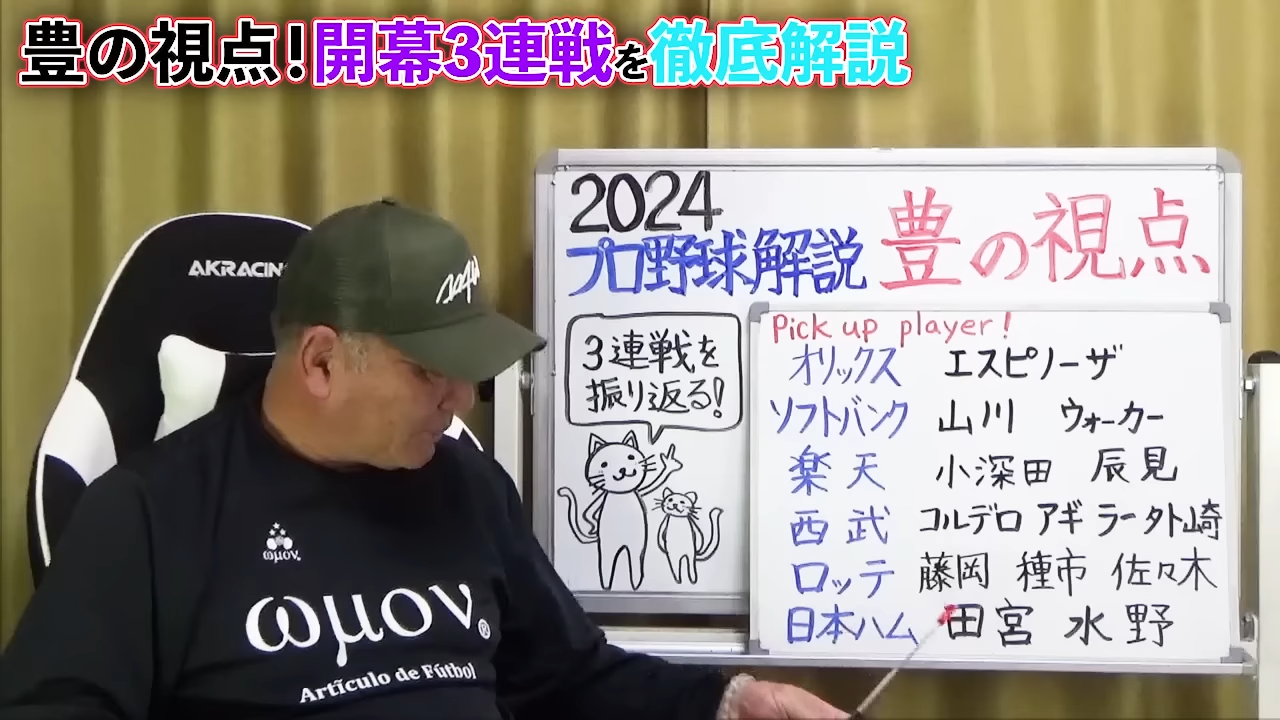 豊の視点!開幕3連戦を徹底解説
AKRACIN
ωμον
ωμον®
Artículo de Fútbol
2024
プロ野球解説
豊の視点
3連戦を
振り返る!
Pick up player!
オリックス エスピノーザ
ソフトバンク 山川 ウォーカー
楽天 小深田 辰見
西武 コルデロ アギラー 外崎
ロッテ 藤岡 種市 佐々木
日本ハム 田宮 水野